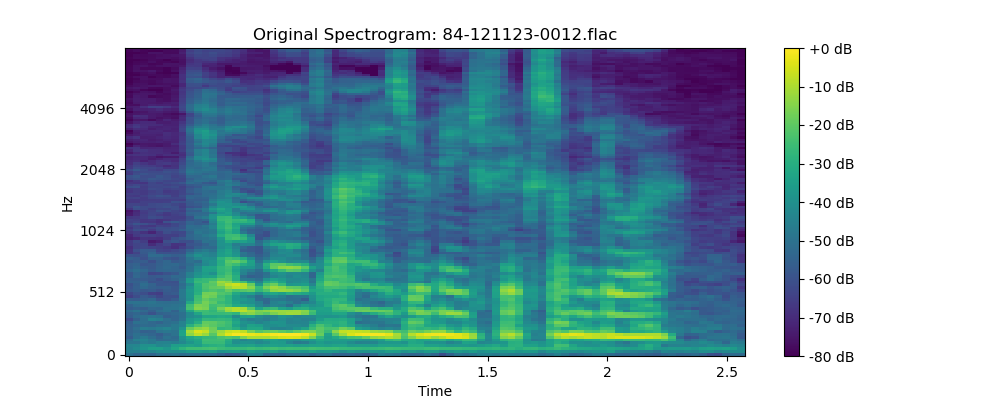 Original Spectrogram: 84-121123-0012.flac
Hz
4096
2048
1024
512
0
0
0.5
1
1.5
2
2.5
Time
+0 dB
-10 dB
-20 dB
-30 dB
-40 dB
-50 dB
-60 dB
-70 dB
-80 dB